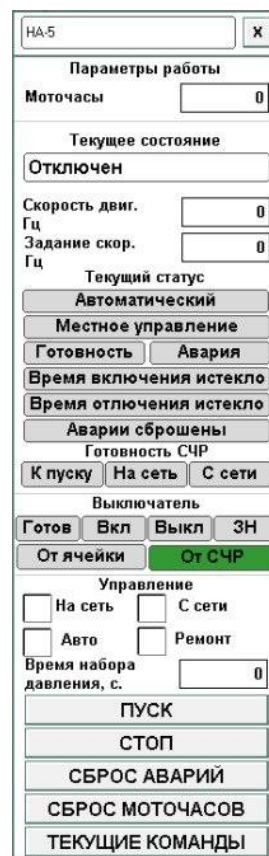 НА-5 X
Параметры работы
Моточасы 0
Текущее состояние
Отключен
Скорость двиг. 0
Гц
Задание скор. 0
Гц
Текущий статус
Автоматический
Местное управление
Готовность Авария
Время включения истекло
Время отлючения истекло
Аварии сброшены
Готовность СЧР
К пуску На сеть С сети
Выключатель
Готов Вкл Выкл ЗН
От ячейки От СЧР
Управление
На сеть С сети
Авто Ремонт
Время набора
давления, с. 0
ПУСК
СТОП
СБРОС АВАРИЙ
СБРОС МОТОЧАСОВ
ТЕКУЩИЕ КОМАНДЫ